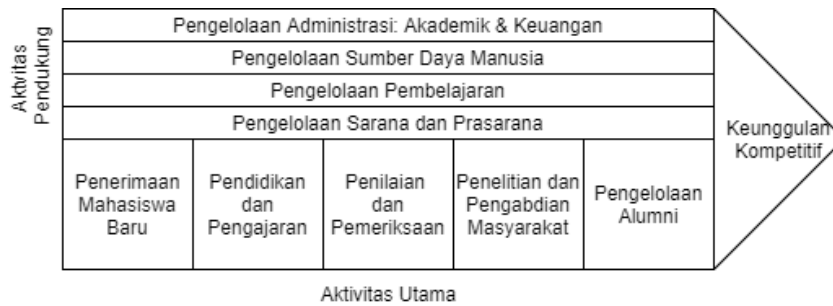 Aktivitas
Pendukung
Pengelolaan Administrasi: Akademik & Keuangan
Pengelolaan Sumber Daya Manusia
Pengelolaan Pembelajaran
Pengelolaan Sarana dan Prasarana
Penerimaan
Mahasiswa
Baru
Pendidikan
dan
Pengajaran
Penilaian
dan
Pemeriksaan
Penelitian dan
Pengabdian
Masyarakat
Pengelolaan
Alumni
Keunggulan
Kompetitif
Aktivitas Utama